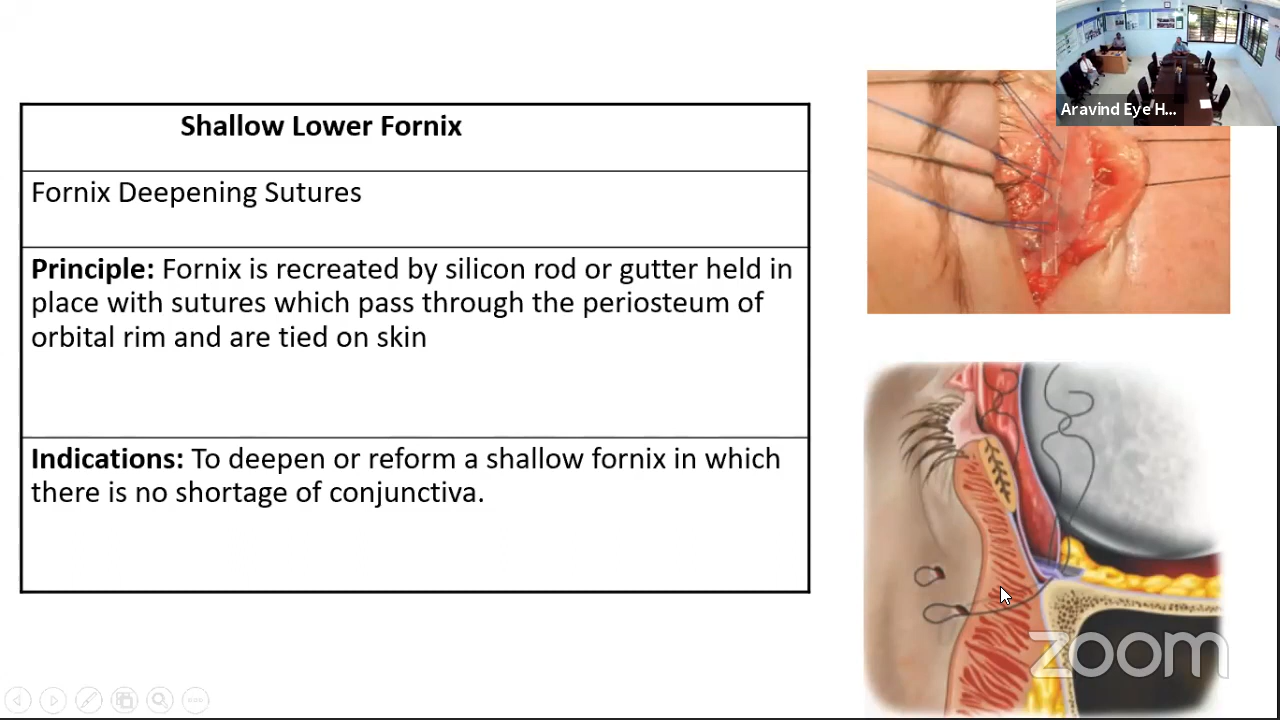 Shallow Lower Fornix
Fornix Deepening Sutures
Principle: Fornix is recreated by silicon rod or gutter held in
place with sutures which pass through the periosteum of
orbital rim and are tied on skin
Indications: To deepen or reform a shallow fornix in which
there is no shortage of conjunctiva.
Aravind Eye H...
zoom